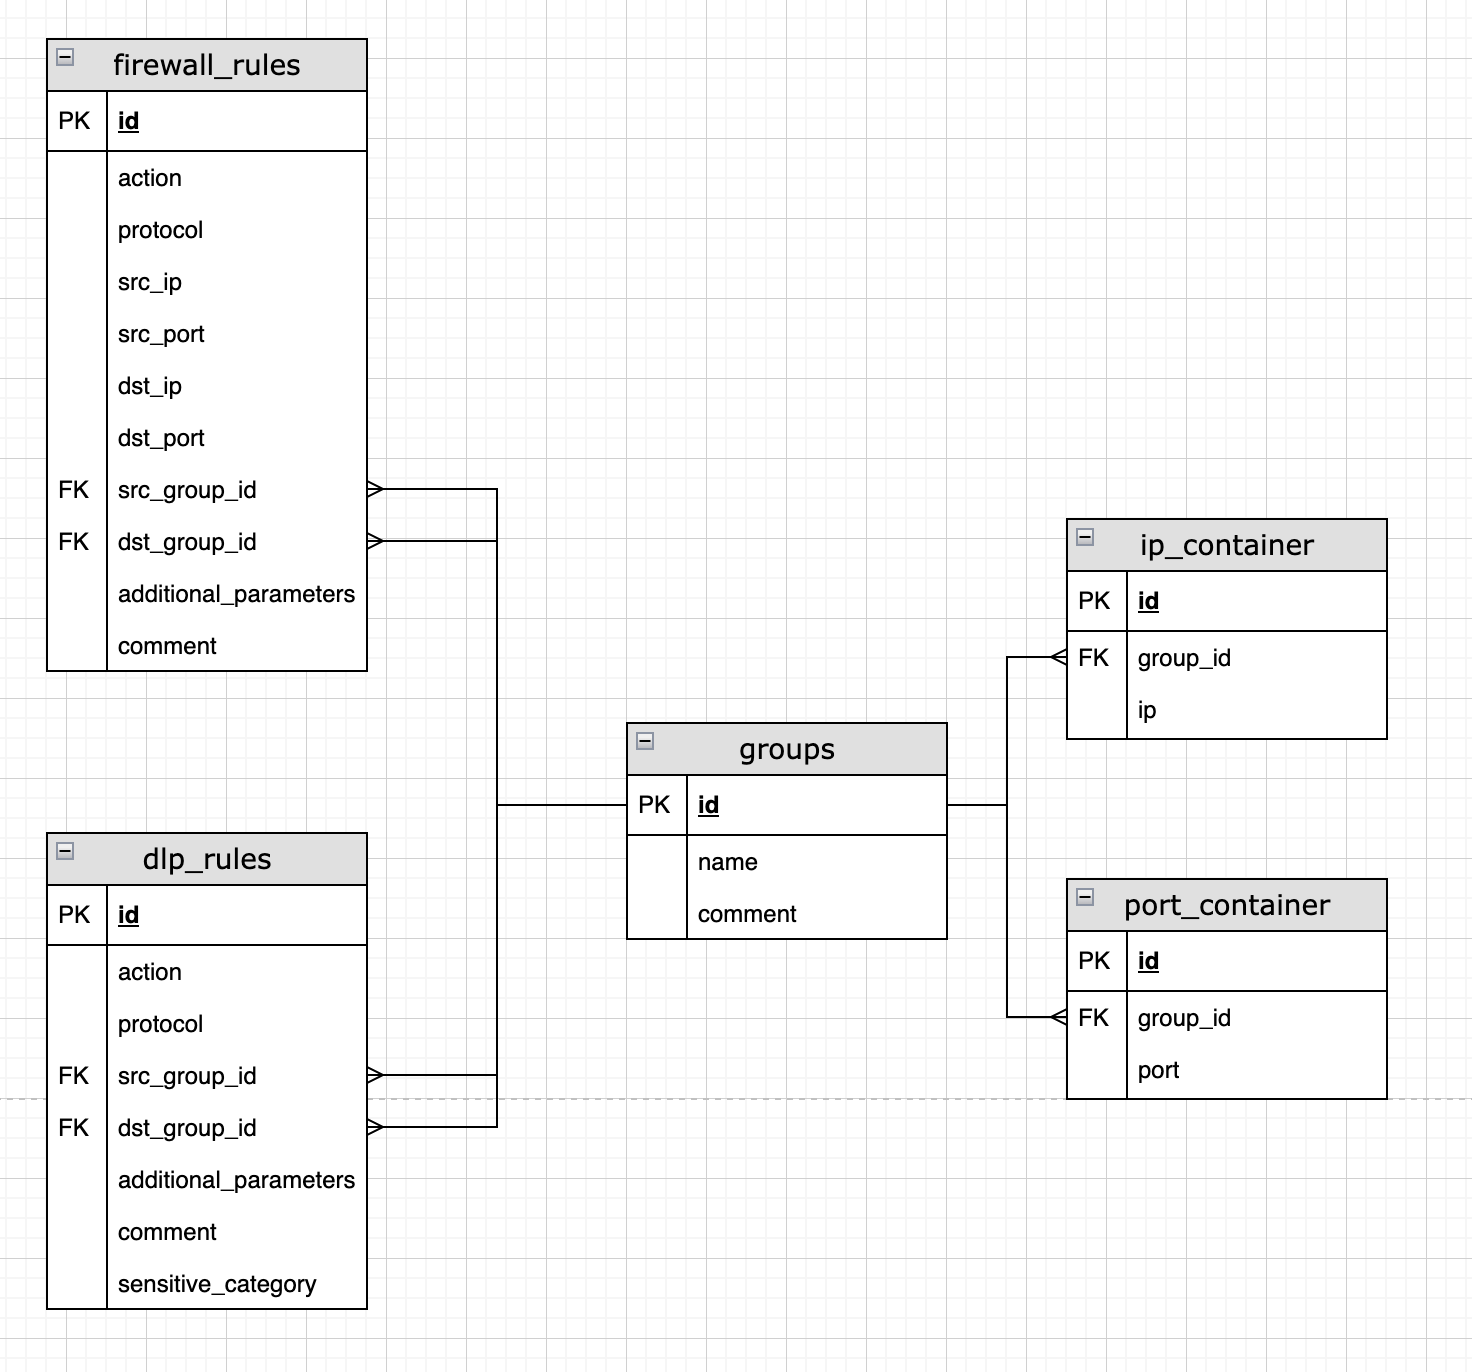 firewall_rules
PK id
action
protocol
src_ip
src_port
dst_ip
dst_port
FK src_group_id
FK dst_group_id
additional_parameters
comment
dlp_rules
PK id
action
protocol
FK src_group_id
FK dst_group_id
additional_parameters
comment
sensitive_category
groups
PK id
name
comment
ip_container
PK id
FK group_id
ip
port_container
PK id
FK group_id
port